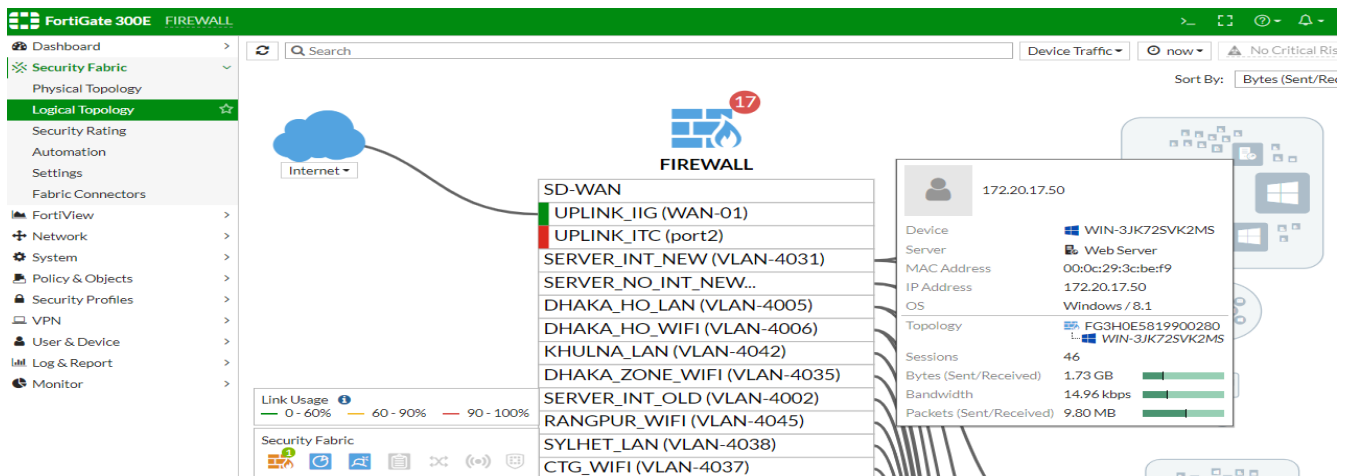 FortiGate 300E FIREWALL
>_
Dashboard
Security Fabric
Physical Topology
Logical Topology
Security Rating
Automation
Settings
Fabric Connectors
FortiView
Network
System
Policy & Objects
Security Profiles
VPN
User & Device
Log & Report
Monitor
Search
Device Traffic
now
No Critical Ris
Sort By: Bytes (Sent/Rec
Internet
17
FIREWALL
SD-WAN
UPLINK_IIG (WAN-01)
UPLINK_ITC (port2)
SERVER_INT_NEW (VLAN-4031)
SERVER_NO_INT_NEW...
DHAKA_HO_LAN (VLAN-4005)
DHAKA_HO_WIFI (VLAN-4006)
KHULNA_LAN (VLAN-4042)
DHAKA_ZONE_WIFI (VLAN-4035)
SERVER_INT_OLD (VLAN-4002)
RANGPUR_WIFI (VLAN-4045)
SYLHET_LAN (VLAN-4038)
CTG_WIFI (VLAN-4037)
Link Usage
0 - 60% 60 - 90% 90 - 100%
Security Fabric
1
172.20.17.50
Device WIN-3JK72SVK2MS
Server Web Server
MAC Address 00:0c:29:3c:be:f9
IP Address 172.20.17.50
OS Windows / 8.1
Topology FG3H0E5819900280
WIN-3JK72SVK2MS
Sessions 46
Bytes (Sent/Received) 1.73 GB
Bandwidth 14.96 kbps
Packets (Sent/Received) 9.80 MB